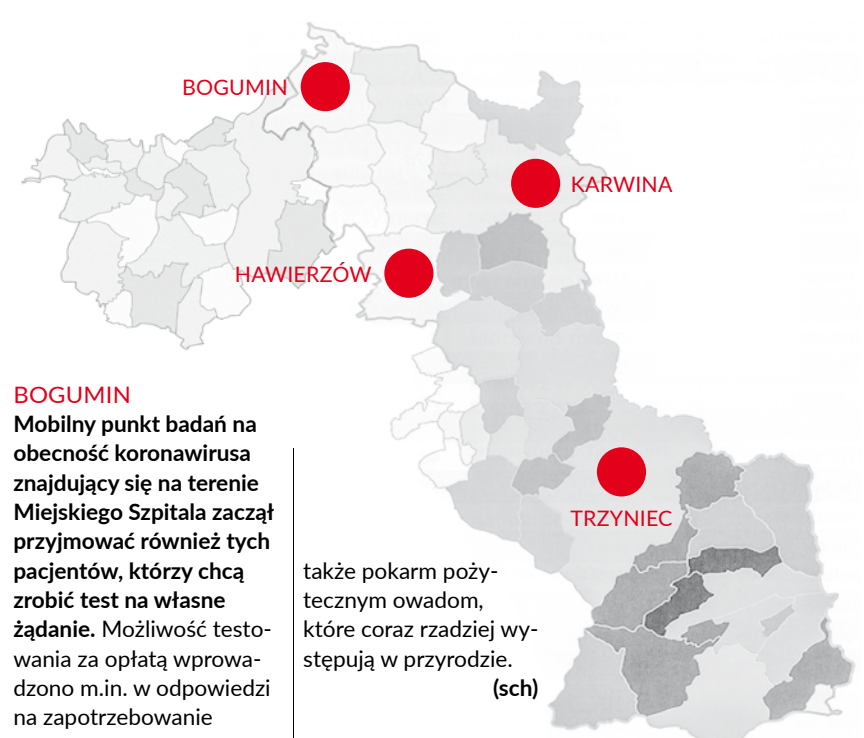 BOGUMIN
KARWINA
HAWIERZÓW
TRZYNIEC
BOGUMIN
Mobilny punkt badań na
obecność koronawirusa
znajdujący się na terenie
Miejskiego Szpitala zaczął
przyjmować również tych
pacjentów, którzy chcą
zrobić test na własne
żądanie. Możliwość testo-
wania za opłatą wprowa-
dzono m.in. w odpowiedzi
na zapotrzebowanie
także pokarm poży-
tecznym owadom,
które coraz rzadziej wy-
stępują w przyrodzie.
(sch)